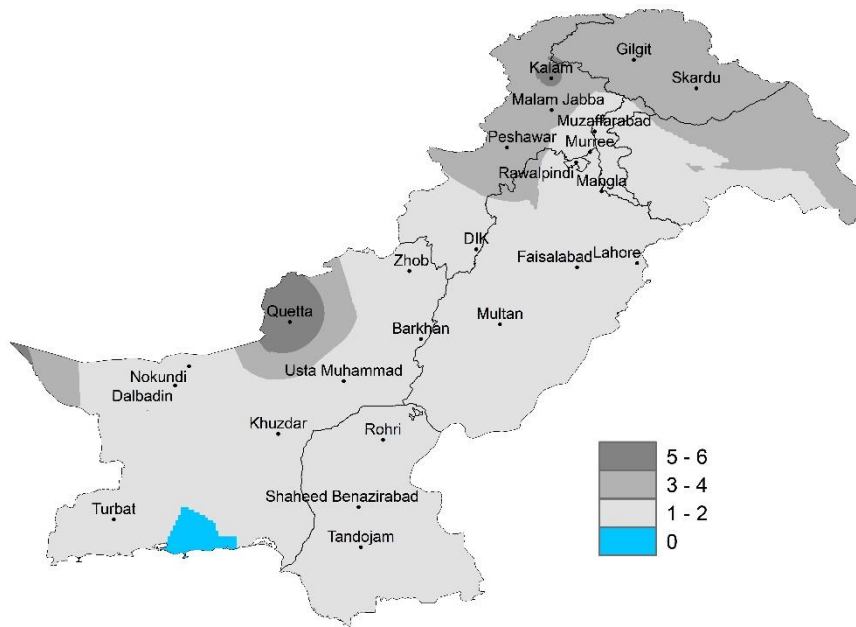 Gilgit
Kalam
Skardu
Malam Jabba
Muzaffarabad
Peshawar
Murree
Rawalpindi
Mangla
DIK
Zhob
Faisalabad
Lahore
Quetta
Multan
Barkhan
Nokundi
Usta Muhammad
Dalbadin
Khuzdar
Rohri
Shaheed Benazirabad
Turbat
Tandojam
5 - 6
3 - 4
1 - 2
0